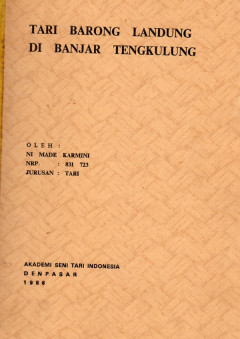 TARI BARONG LANDUNG
DI BANJAR TENGKULUNG
OLEH :
NI MADE KARMINI
NRP. : 831 723
JURUSAN : TARI
AKADEMI SENI TARI INDONESIA
DENPASAR
1986